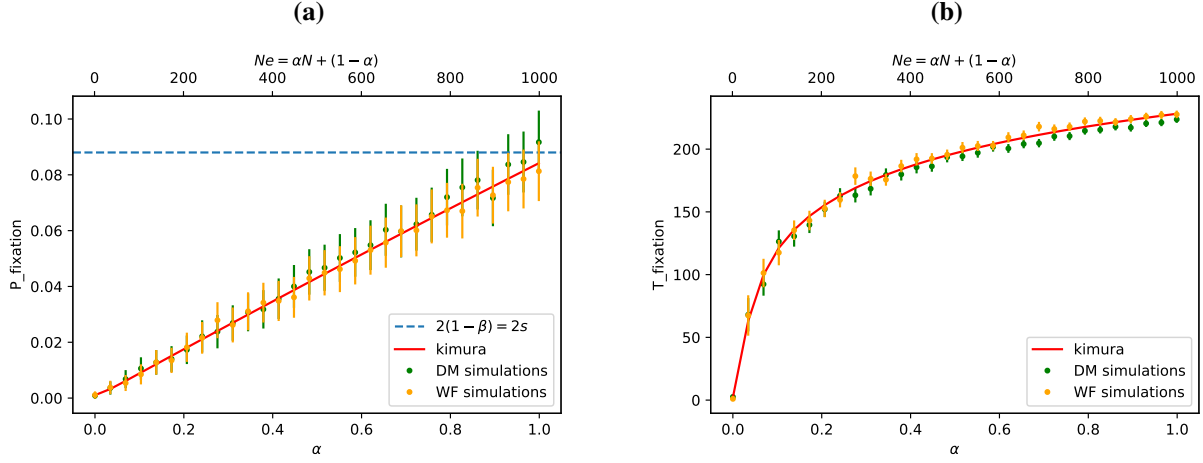 (a)
Ne = αN + (1 − α)
0 200 400 600 800 1000
P_fixation
0.10
0.08
0.06
0.04
0.02
0.00
2(1 − β) = 2s
kimura
DM simulations
WF simulations
0.0 0.2 0.4 0.6 0.8 1.0
α
(b)
Ne = αN + (1 − α)
0 200 400 600 800 1000
T_fixation
200
150
100
50
0
kimura
DM simulations
WF simulations
0.0 0.2 0.4 0.6 0.8 1.0
α